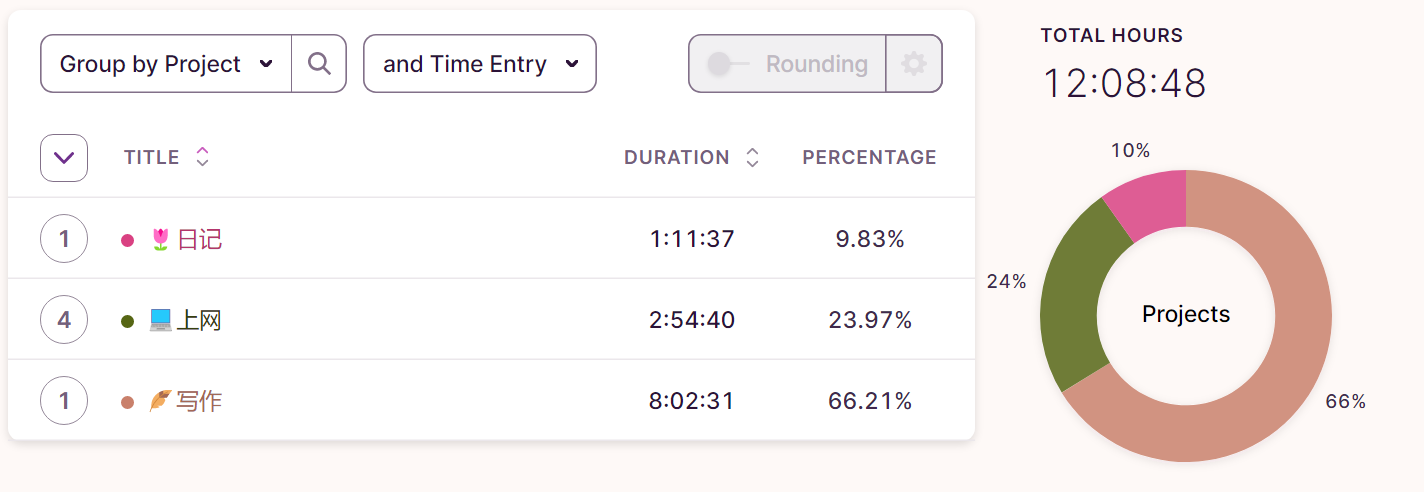 Group by Project
and Time Entry
Rounding
TITLE
DURATION
PERCENTAGE
1 🌷日记 1:11:37 9.83%
4 💻上网 2:54:40 23.97%
1 🪶写作 8:02:31 66.21%
TOTAL HOURS
12:08:48
10%
24%
Projects
66%